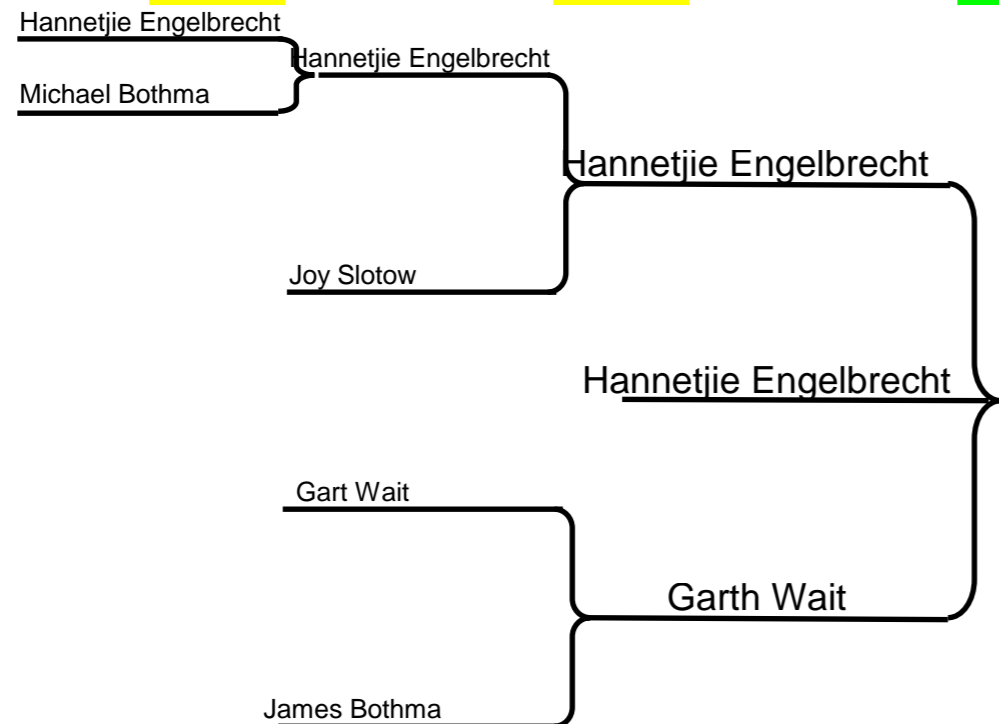 Hannetjie Engelbrecht
Hannetjie Engelbrecht
Michael Bothma
Hannetjie Engelbrecht
Joy Slotow
Hannetjie Engelbrecht
Gart Wait
Garth Wait
James Bothma